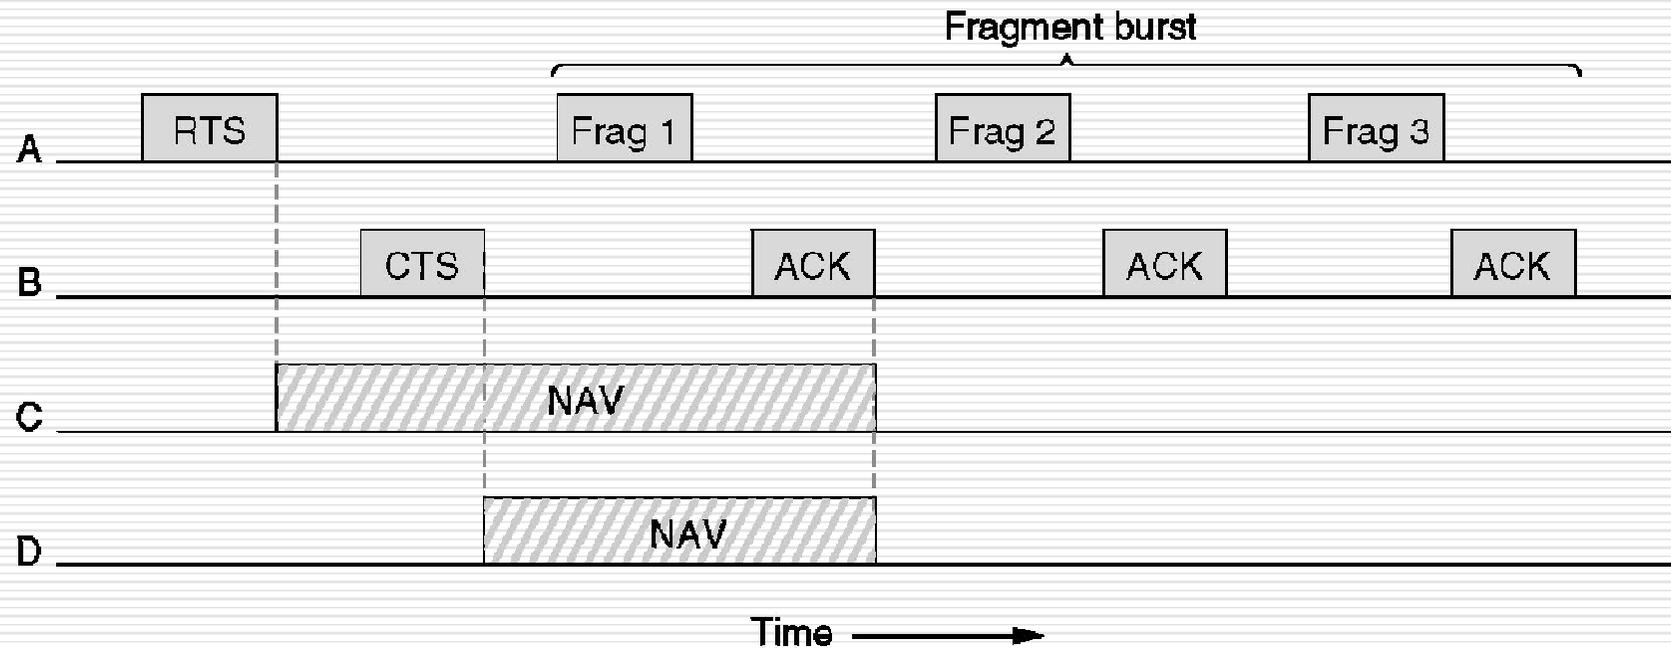 Fragment burst
A RTS Frag 1 Frag 2 Frag 3
B CTS ACK ACK ACK
C NAV
D NAV
Time